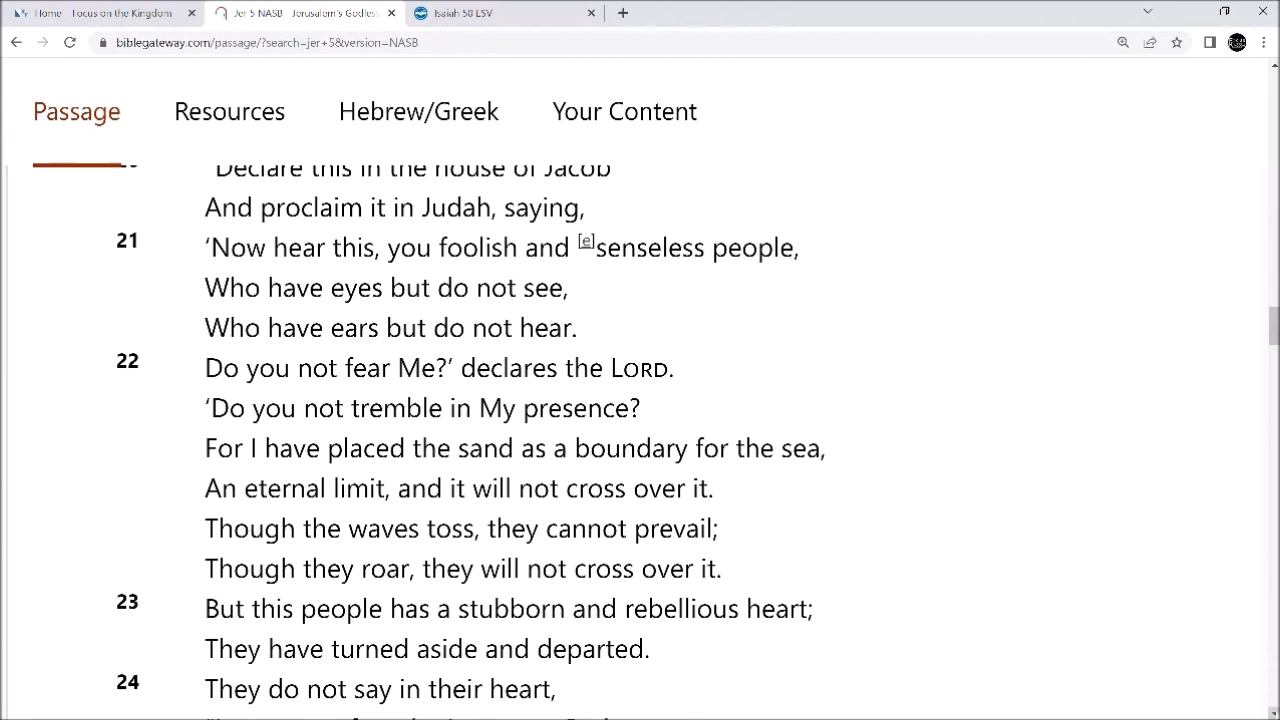 Home - Focus on the Kingdom
Jer 5 NASB - Jerusalem's Godless
Isaiah 50 LSV
biblegateway.com/passage/?search=jer+5&version=NASB
Passage Resources Hebrew/Greek Your Content
"Declare this in the house of Jacob
And proclaim it in Judah, saying,
21 ‘Now hear this, you foolish and [e]senseless people,
Who have eyes but do not see,
Who have ears but do not hear.
22 Do you not fear Me?’ declares the LORD.
‘Do you not tremble in My presence?
For I have placed the sand as a boundary for the sea,
An eternal limit, and it will not cross over it.
Though the waves toss, they cannot prevail;
Though they roar, they will not cross over it.
23 But this people has a stubborn and rebellious heart;
They have turned aside and departed.
24 They do not say in their heart,